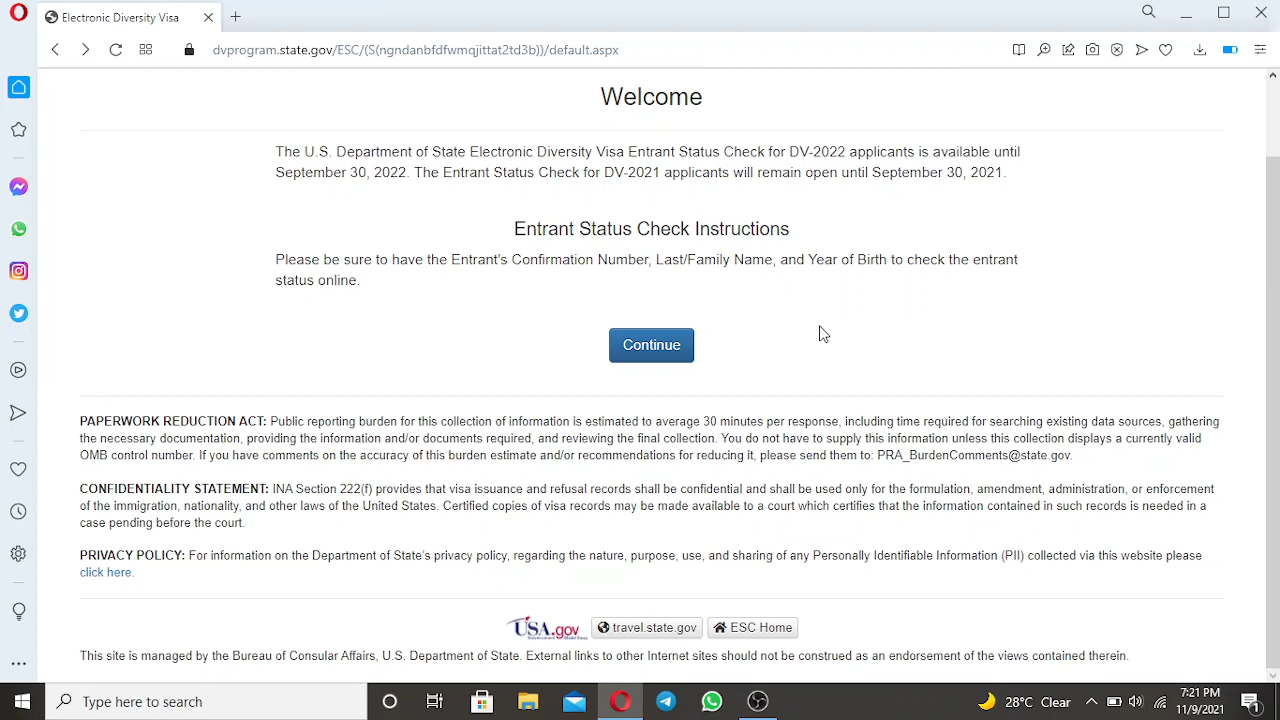 Electronic Diversity Visa
dvprogram.state.gov/ESC/(S(ngndanbfdfwmqjittat2td3b))/default.aspx
Welcome
The U.S. Department of State Electronic Diversity Visa Entrant Status Check for DV-2022 applicants is available until
September 30, 2022. The Entrant Status Check for DV-2021 applicants will remain open until September 30, 2021.
Entrant Status Check Instructions
Please be sure to have the Entrant's Confirmation Number, Last/Family Name, and Year of Birth to check the entrant
status online.
Continue
PAPERWORK REDUCTION ACT: Public reporting burden for this collection of information is estimated to average 30 minutes per response, including time required for searching existing data sources, gathering
the necessary documentation, providing the information and/or documents required, and reviewing the final collection. You do not have to supply this information unless this collection displays a currently valid
OMB control number. If you have comments on the accuracy of this burden estimate and/or recommendations for reducing it, please send them to: PRA_BurdenComments@state.gov.
CONFIDENTIALITY STATEMENT: INA Section 222(f) provides that visa issuance and refusal records shall be confidential and shall be used only for the formulation, amendment, administration, or enforcement
of the immigration, nationality, and other laws of the United States. Certified copies of visa records may be made available to a court which certifies that the information contained in such records is needed in a
case pending before the court.
PRIVACY POLICY: For information on the Department of State's privacy policy, regarding the nature, purpose, use, and sharing of any Personally Identifiable Information (PII) collected via this website please
click here.
USA.gov travel.state.gov ESC Home
This site is managed by the Bureau of Consular Affairs, U.S. Department of State. External links to other Internet sites should not be construed as an endorsement of the views contained therein.
Type here to search
28°C Clear
7:21 PM
11/9/2021
1